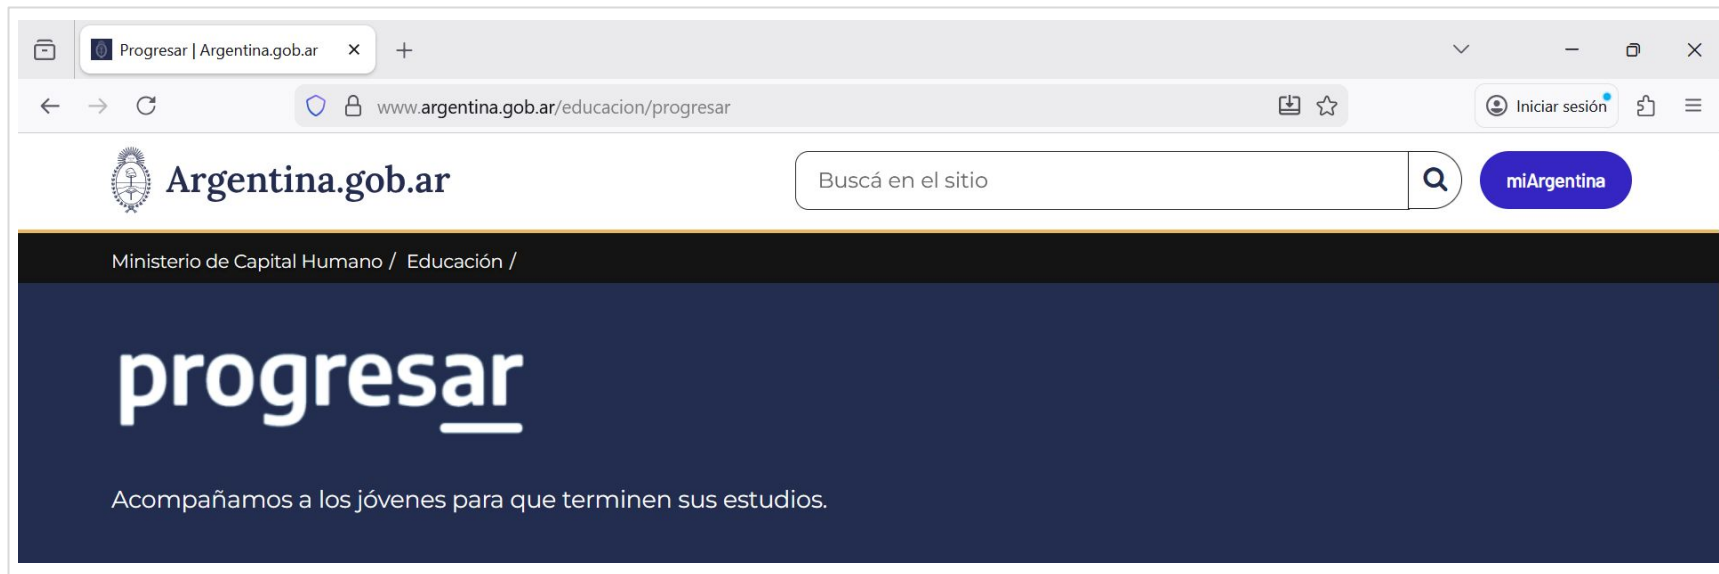 Progresar | Argentina.gob.ar
www.argentina.gob.ar/educacion/progresar
Iniciar sesión
Argentina.gob.ar
Buscá en el sitio
miArgentina
Ministerio de Capital Humano / Educación /
progresar
Acompañamos a los jóvenes para que terminen sus estudios.